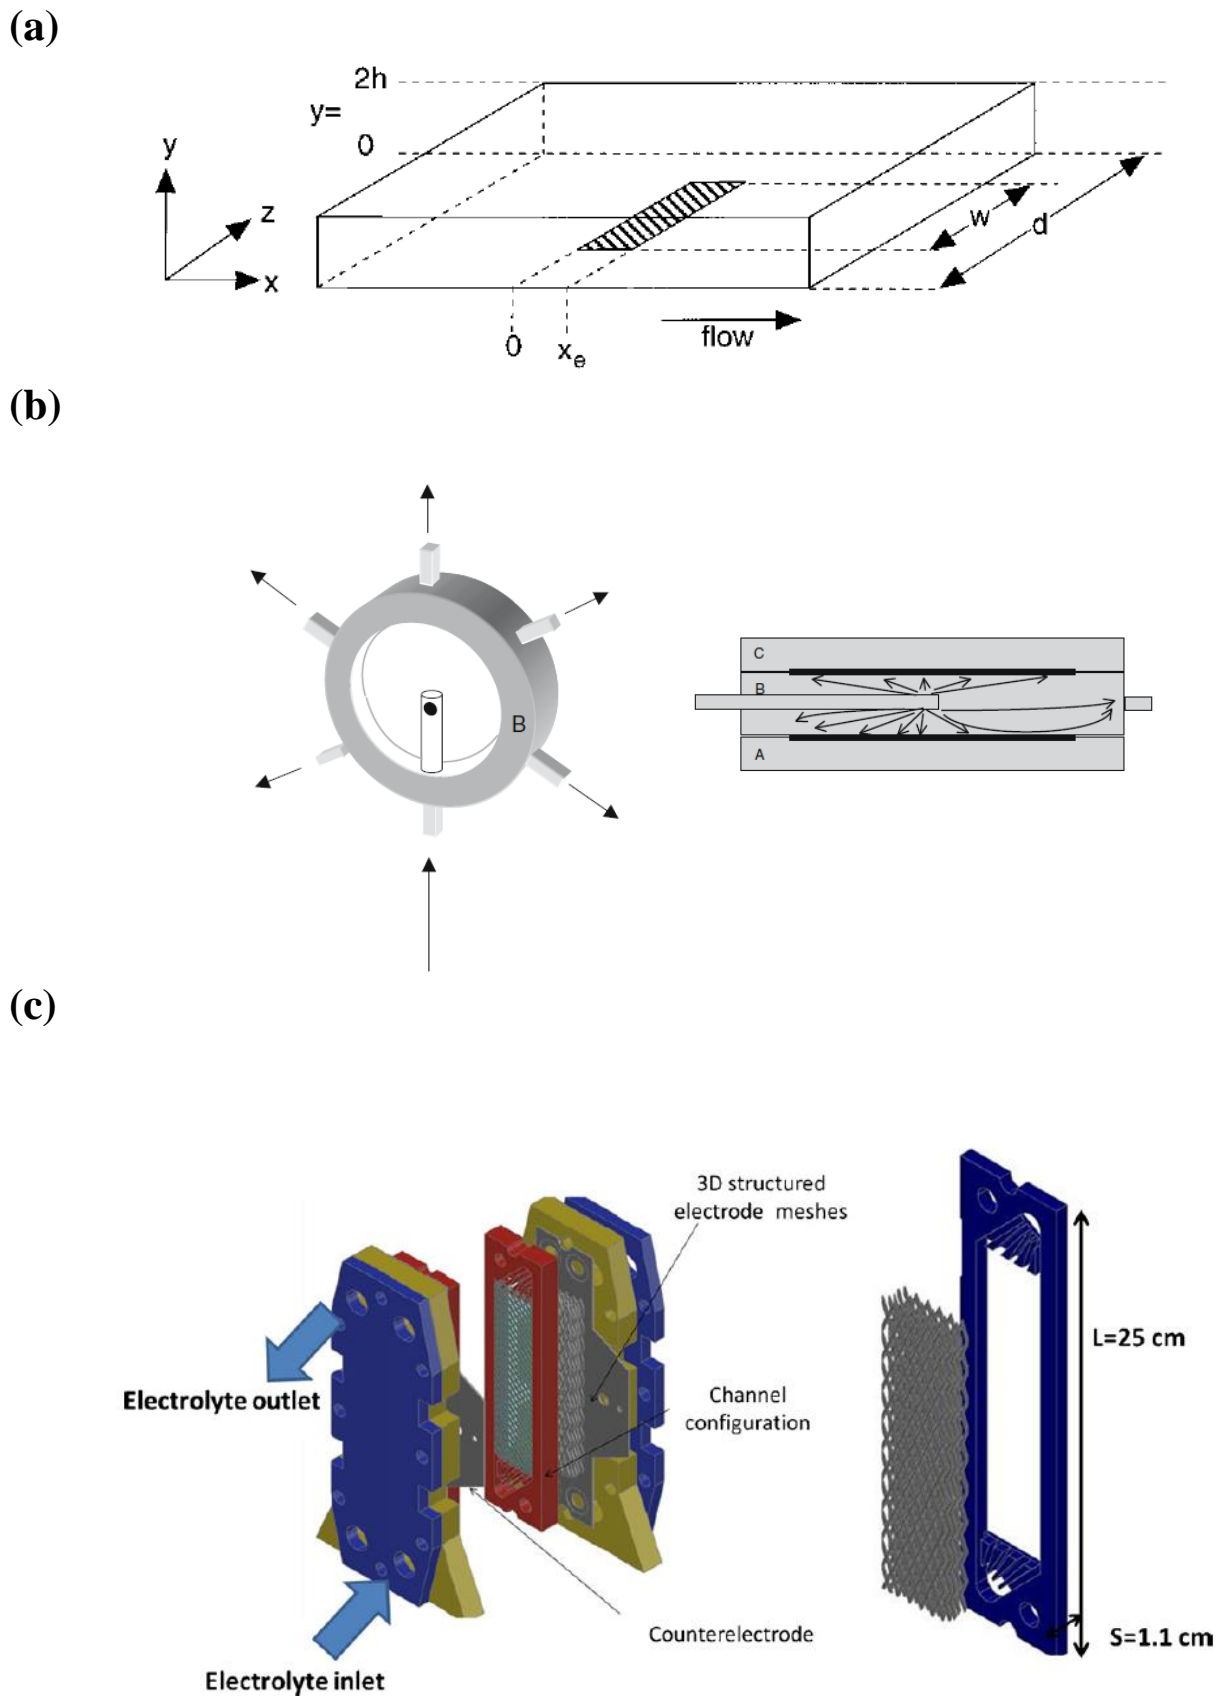 (a)
2h
y=
0
y
z
x
w
d
0
xₑ
flow
(b)
B
C
B
A
(c)
3D structured
electrode meshes
L=25 cm
Electrolyte outlet
Channel
configuration
Counterelectrode
S=1.1 cm
Electrolyte inlet